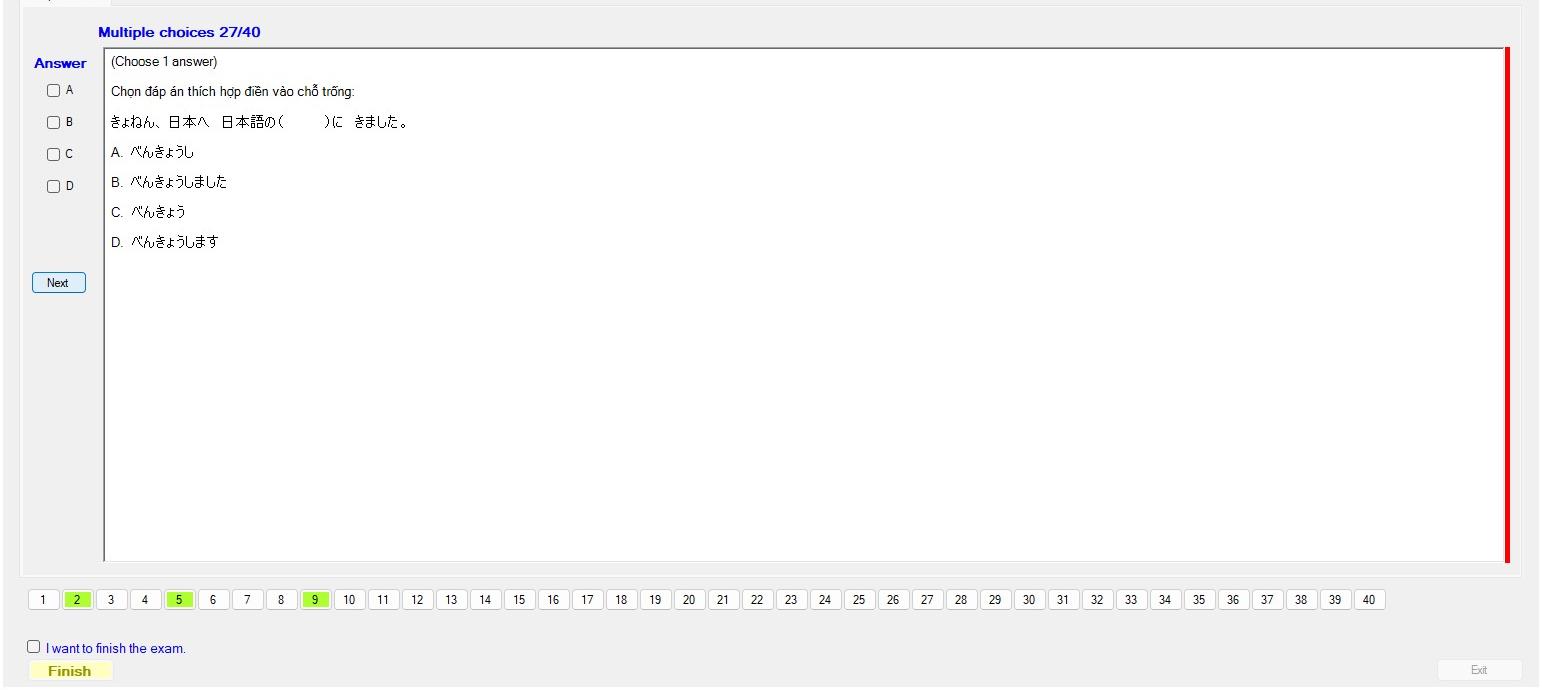 Multiple choices 27/40
Answer
(Choose 1 answer)
A
Chọn đáp án thích hợp điền vào chỗ trống:
B
きょねん、日本へ　日本語の(　　　)に　きました。
C
A. べんきょうし
D
B. べんきょうしました
C. べんきょう
D. べんきょうします
Next
1 2 3 4 5 6 7 8 9 10 11 12 13 14 15 16 17 18 19 20 21 22 23 24 25 26 27 28 29 30 31 32 33 34 35 36 37 38 39 40
I want to finish the exam.
Finish
Exit